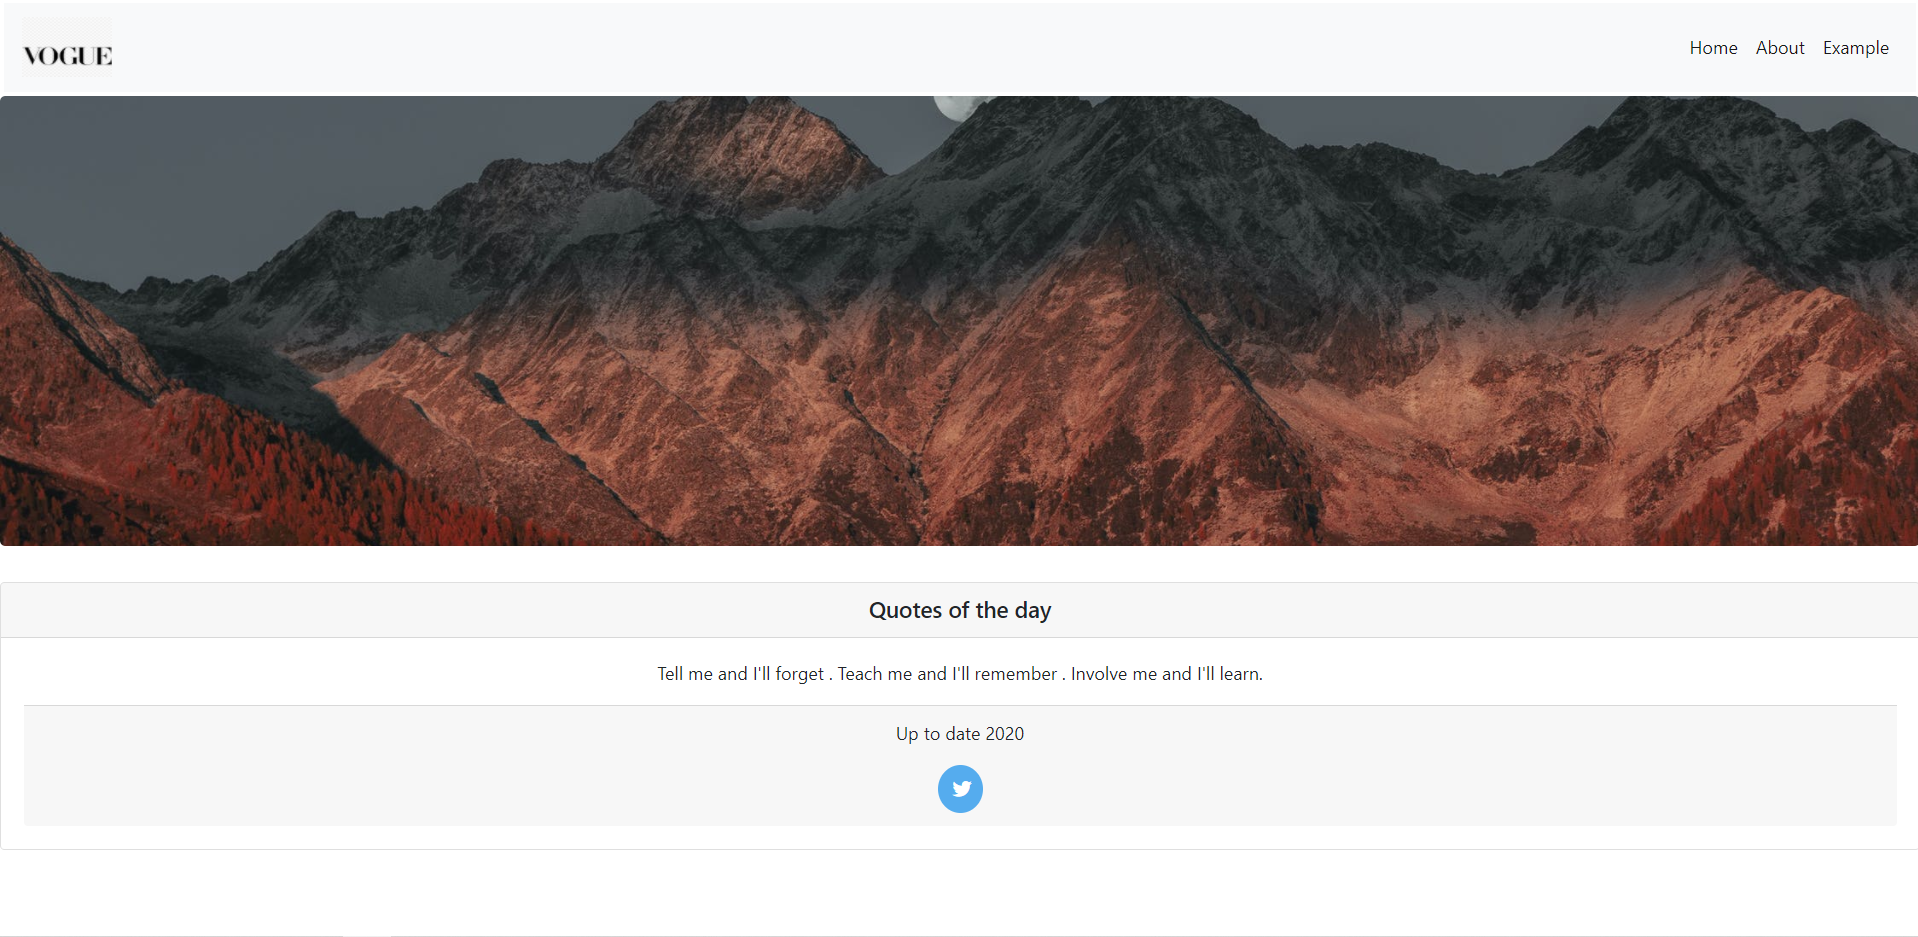 VOGUE
Home About Example
Quotes of the day
Tell me and I'll forget . Teach me and I'll remember . Involve me and I'll learn.
Up to date 2020